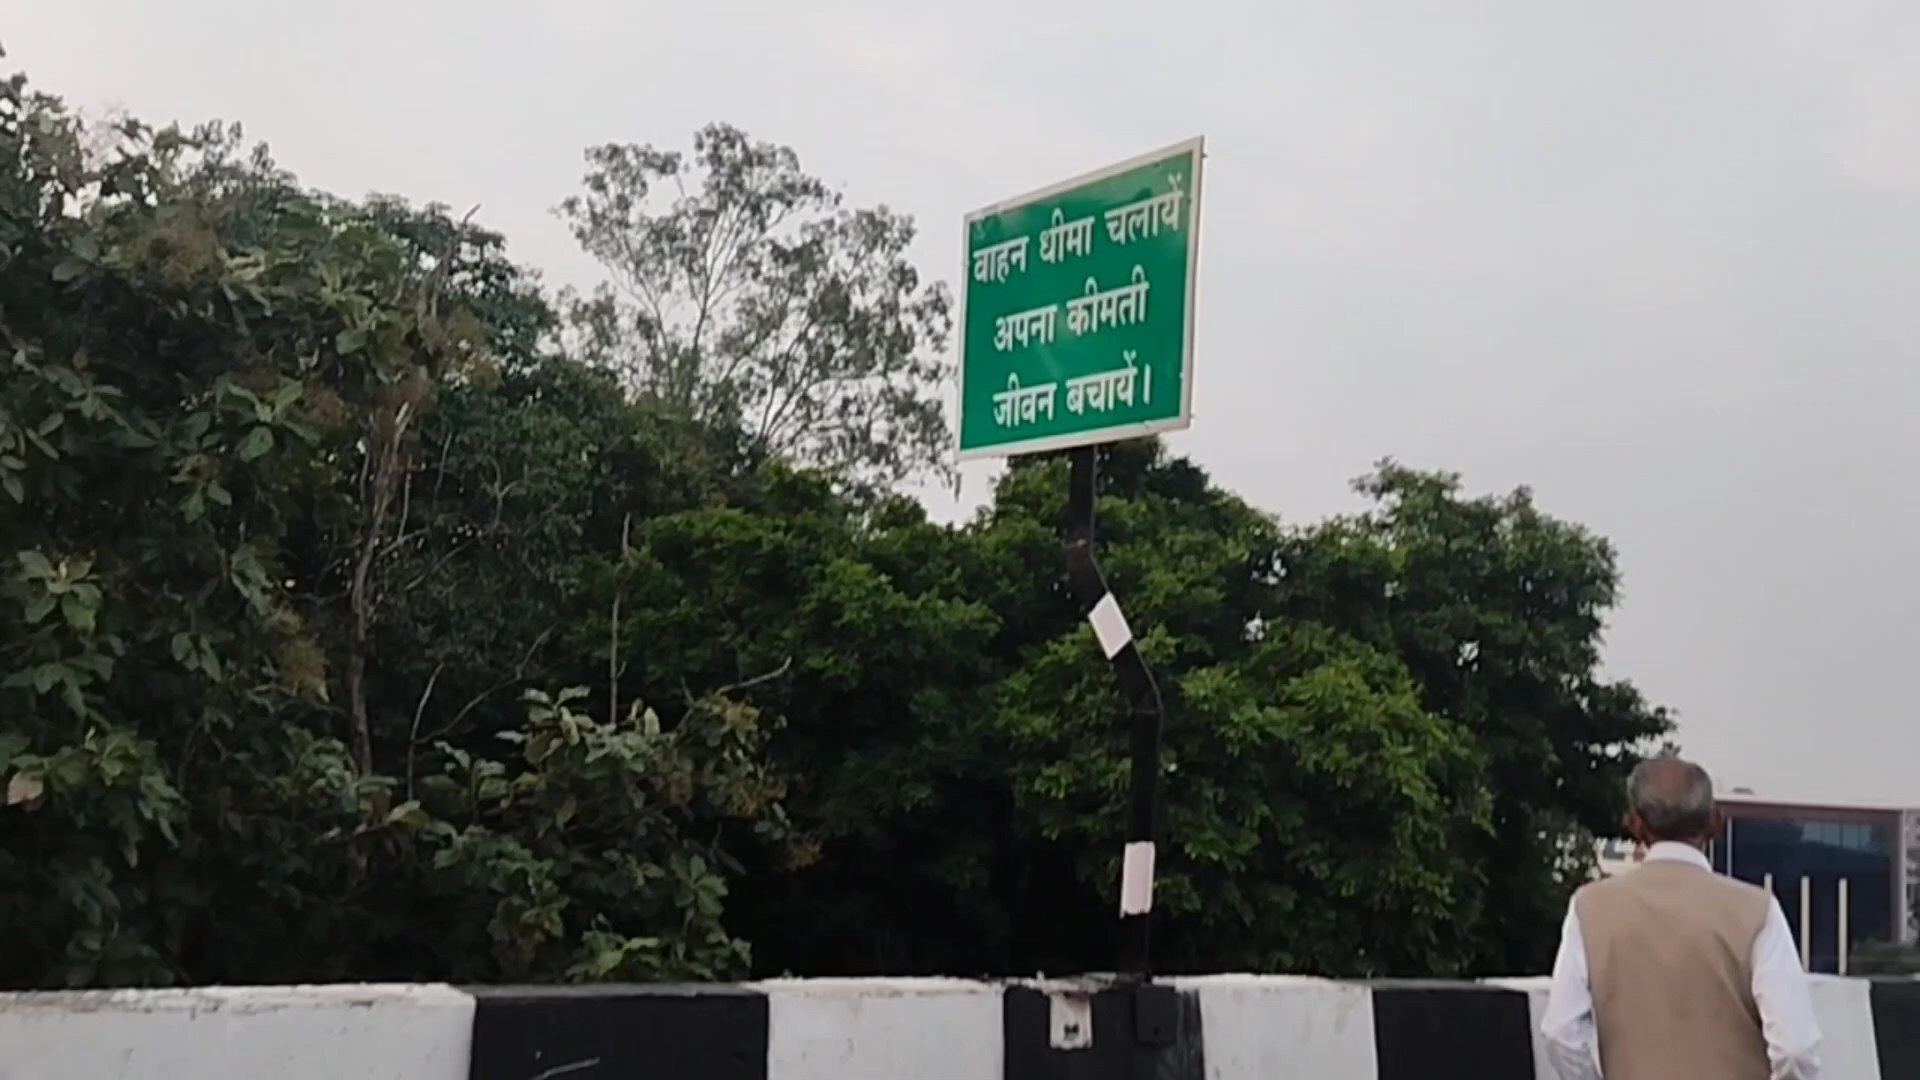 वाहन धीमा चलायें
अपना कीमती
जीवन बचायें।